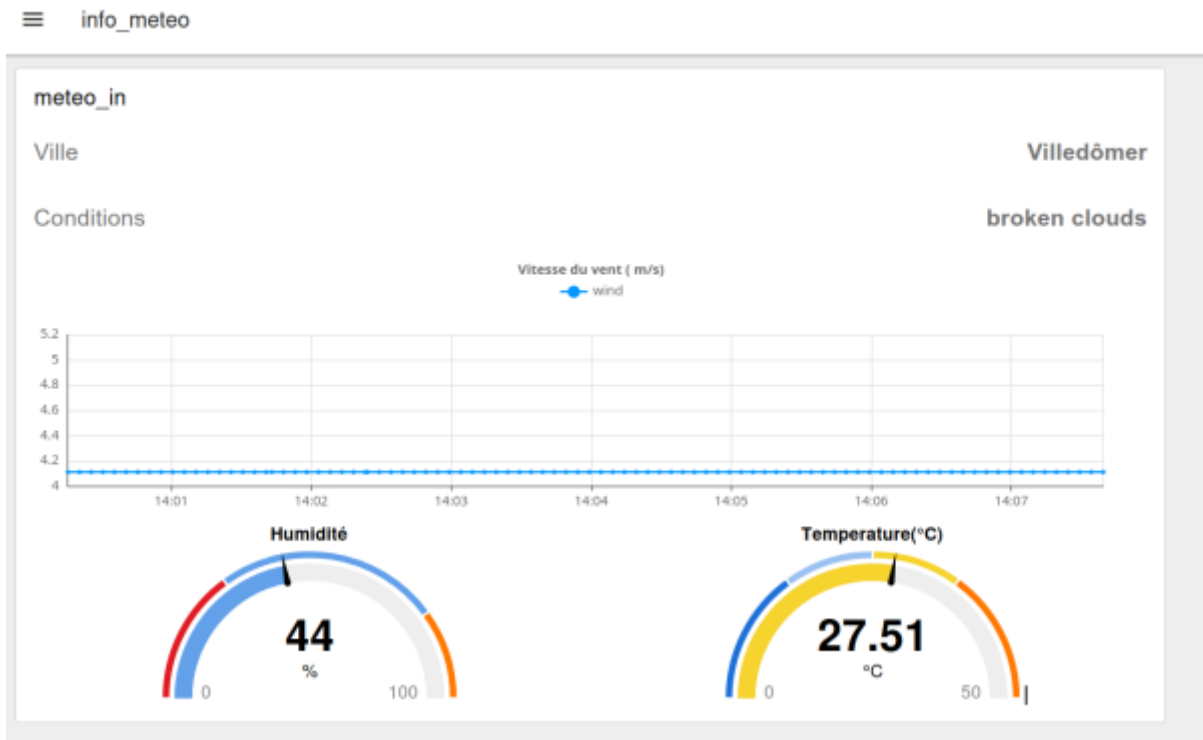 info_meteo
meteo_in
Ville Villedômer
Conditions broken clouds
Vitesse du vent ( m/s)
wind
5.2
5
4.8
4.6
4.4
4.2
4
14:01 14:02 14:03 14:04 14:05 14:06 14:07
Humidité Temperature(°C)
44 27.51
% °C
0 100 0 50